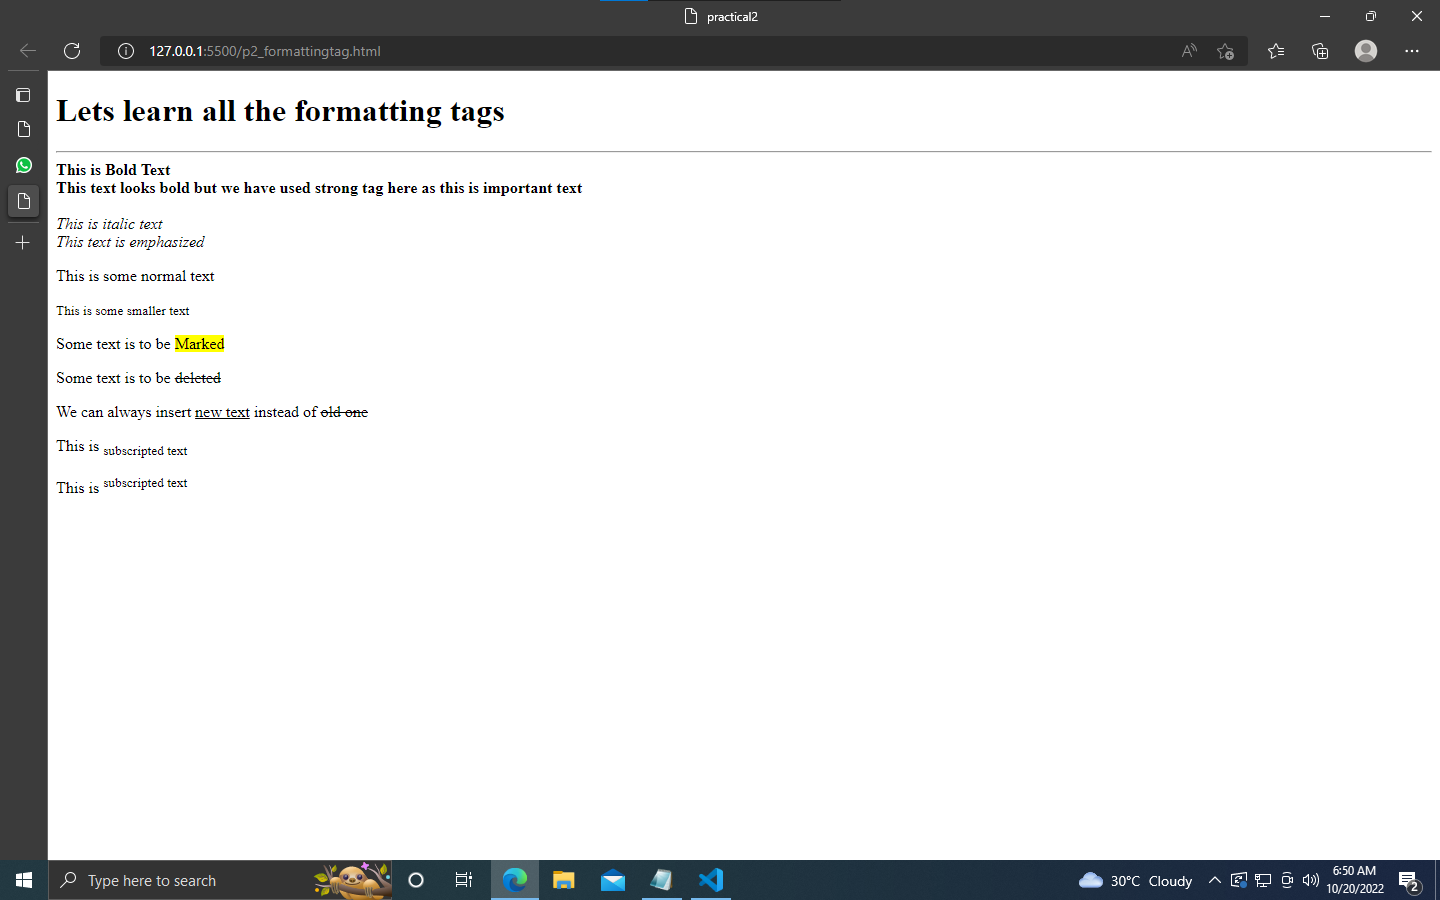 practical2
127.0.0.1:5500/p2_formattingtag.html
Lets learn all the formatting tags
This is Bold Text
This text looks bold but we have used strong tag here as this is important text
This is italic text
This text is emphasized
This is some normal text
This is some smaller text
Some text is to be Marked
Some text is to be deleted
We can always insert new text instead of old one
This is subscripted text
This is subscripted text
Type here to search
30°C Cloudy
6:50 AM
10/20/2022
2